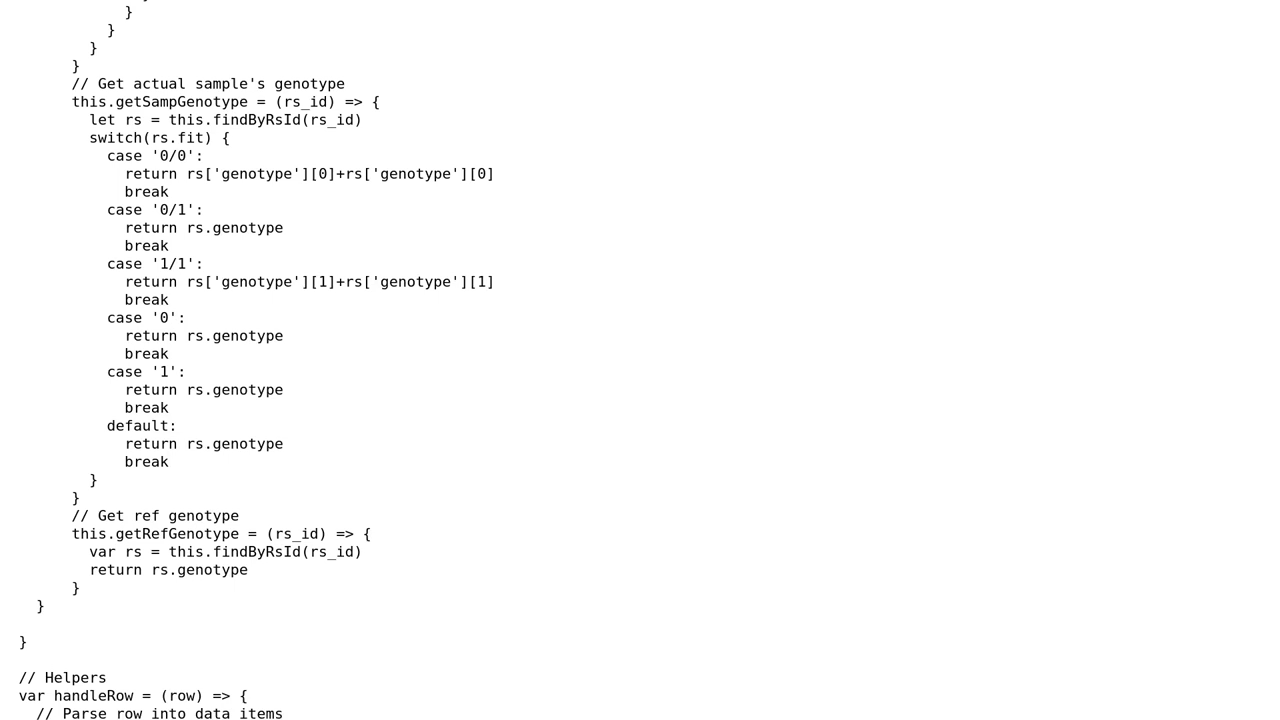 }
}
}
}
// Get actual sample's genotype
this.getSampGenotype = (rs_id) => {
let rs = this.findByRsId(rs_id)
switch(rs.fit) {
case '0/0':
return rs['genotype'][0]+rs['genotype'][0]
break
case '0/1':
return rs.genotype
break
case '1/1':
return rs['genotype'][1]+rs['genotype'][1]
break
case '0':
return rs.genotype
break
case '1':
return rs.genotype
break
default:
return rs.genotype
break
}
}
// Get ref genotype
this.getRefGenotype = (rs_id) => {
var rs = this.findByRsId(rs_id)
return rs.genotype
}
}
}
// Helpers
var handleRow = (row) => {
// Parse row into data items